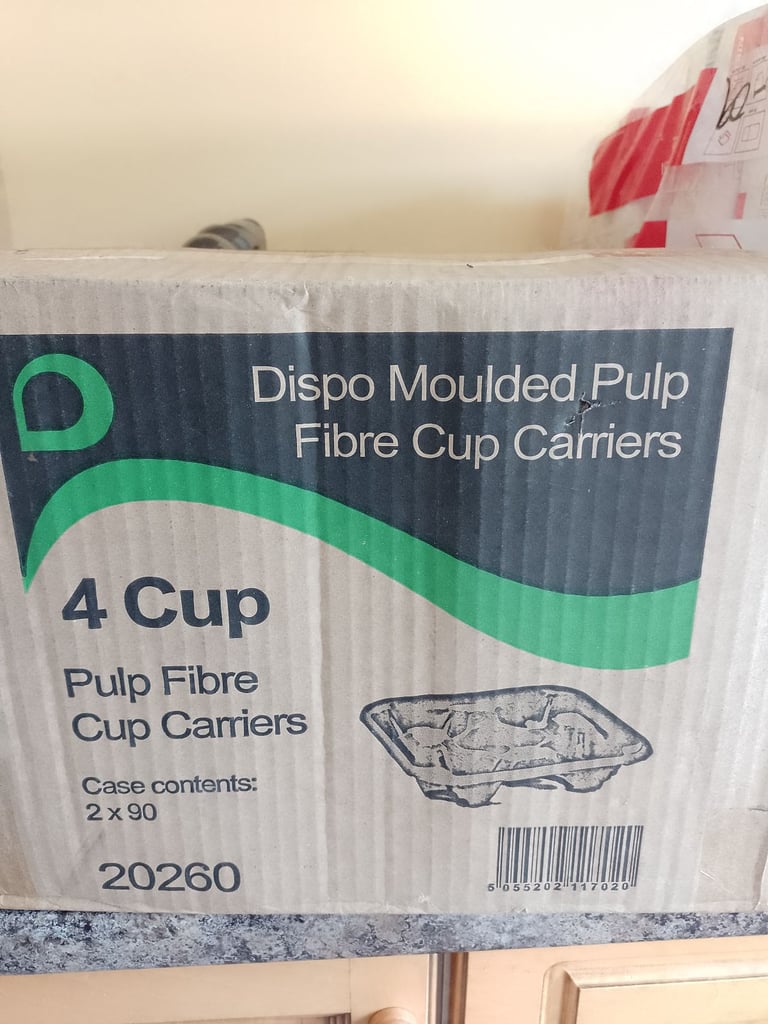 Dispo Moulded Pulp
Fibre Cup Carriers
4 Cup
Pulp Fibre
Cup Carriers
Case contents:
2 x 90
20260
5 055202 117020